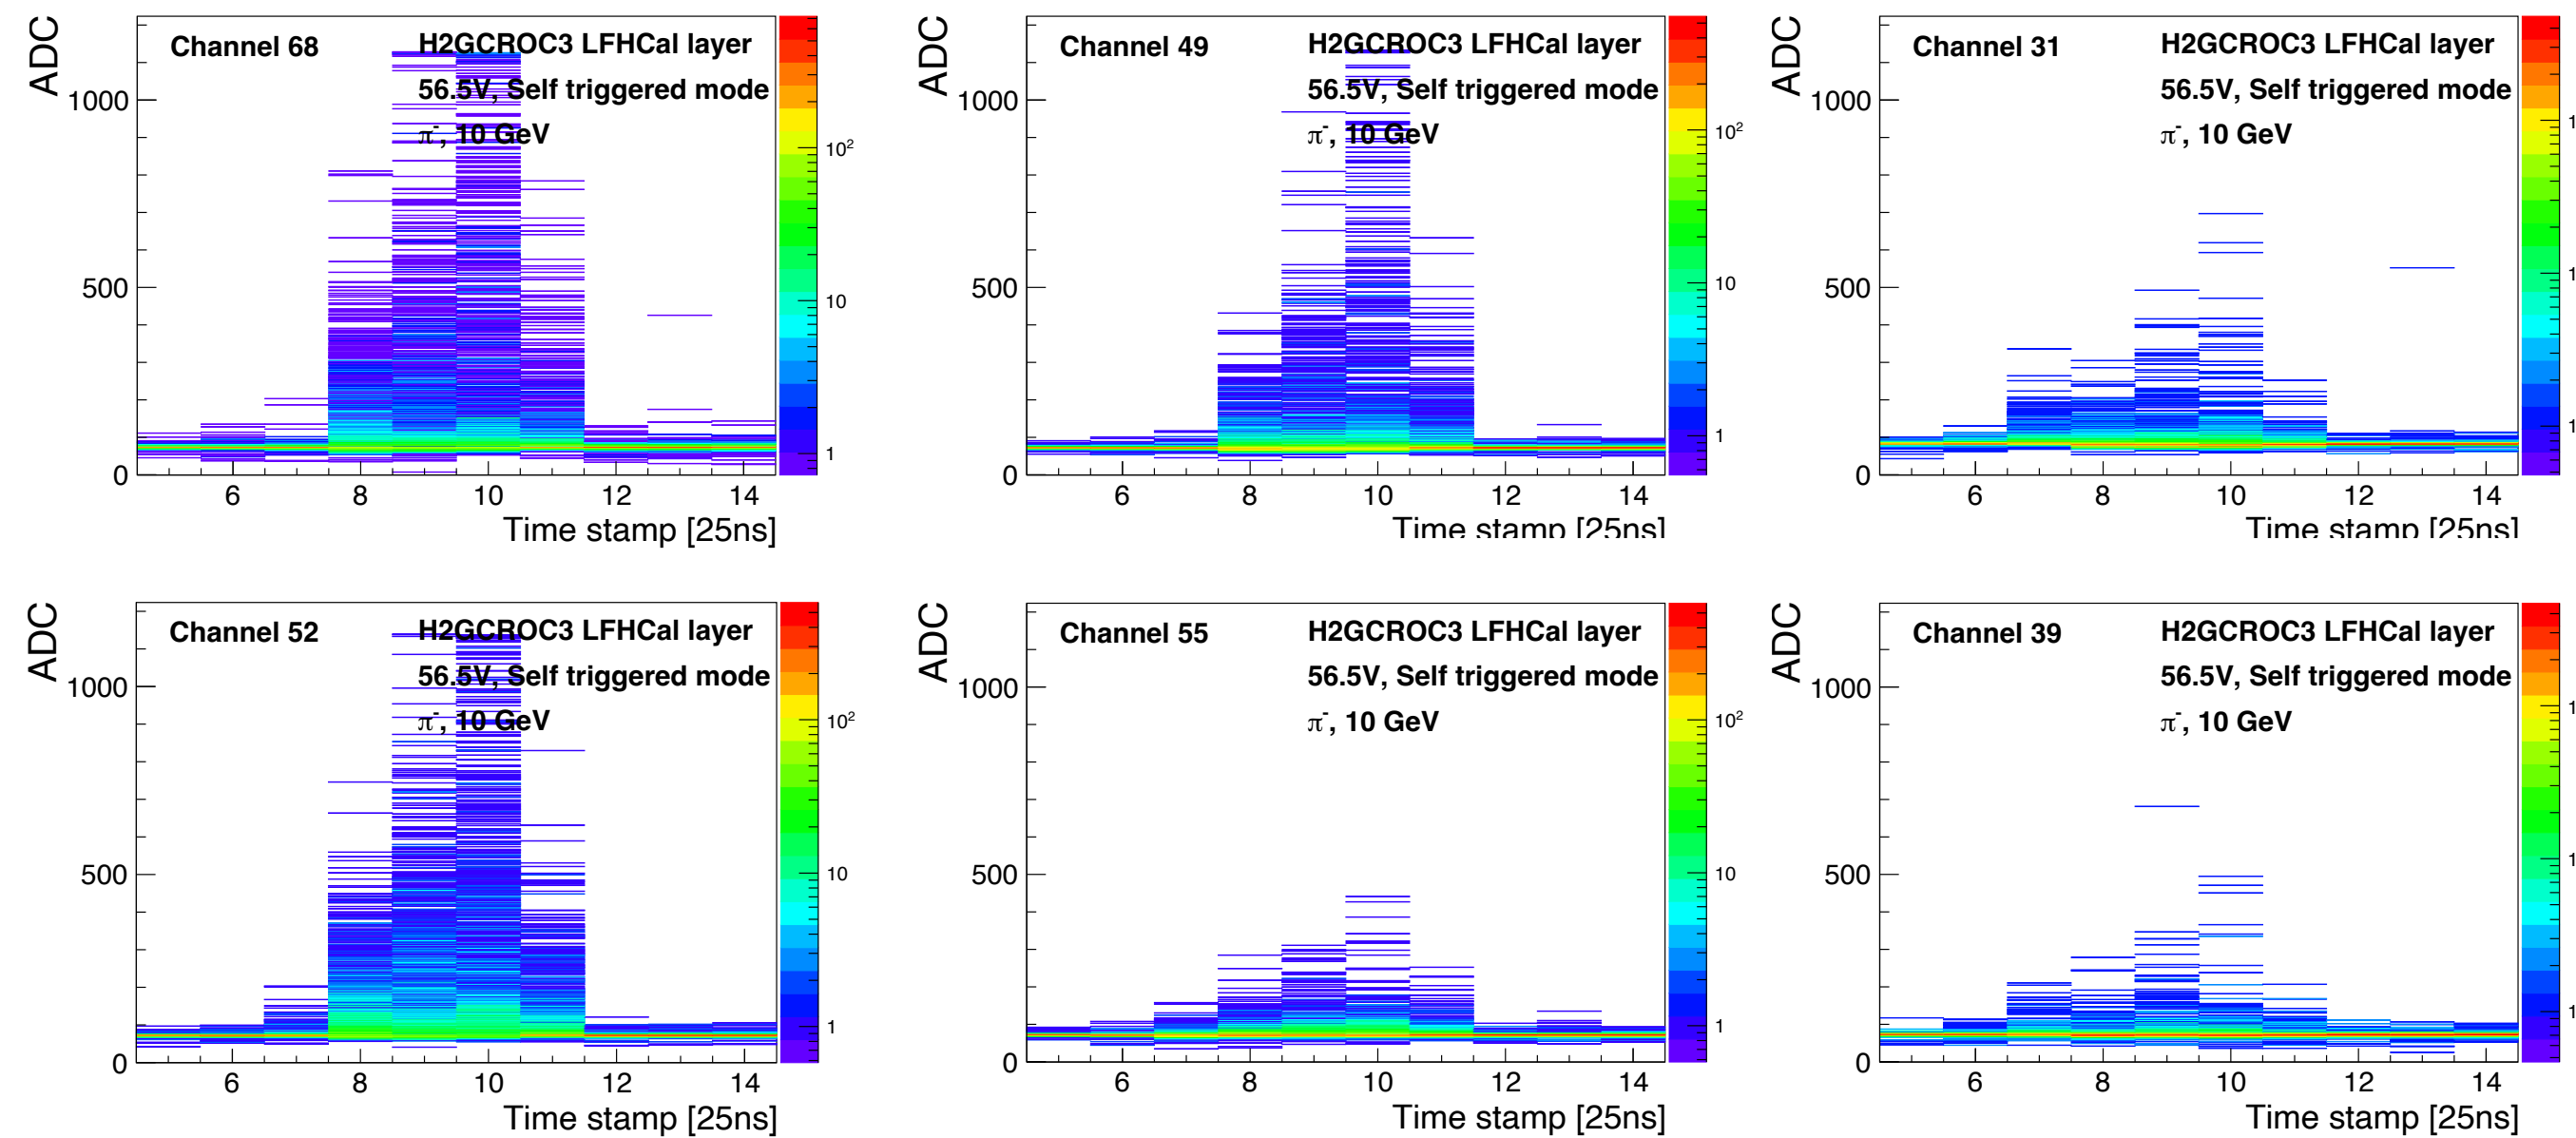 ADC
Channel 68
H2GCROC3 LFHCal layer
56.5V, Self triggered mode
π-, 10 GeV
1000
500
0
6 8 10 12 14
Time stamp [25ns]
10²
10
1
ADC
Channel 49
H2GCROC3 LFHCal layer
56.5V, Self triggered mode
π-, 10 GeV
1000
500
0
6 8 10 12 14
Time stamp [25ns]
10²
10
1
ADC
Channel 31
H2GCROC3 LFHCal layer
56.5V, Self triggered mode
π-, 10 GeV
1000
500
0
6 8 10 12 14
Time stamp [25ns]
ADC
Channel 52
H2GCROC3 LFHCal layer
56.5V, Self triggered mode
π-, 10 GeV
1000
500
0
6 8 10 12 14
Time stamp [25ns]
10²
10
1
ADC
Channel 55
H2GCROC3 LFHCal layer
56.5V, Self triggered mode
π-, 10 GeV
1000
500
0
6 8 10 12 14
Time stamp [25ns]
10²
10
1
ADC
Channel 39
H2GCROC3 LFHCal layer
56.5V, Self triggered mode
π-, 10 GeV
1000
500
0
6 8 10 12 14
Time stamp [25ns]